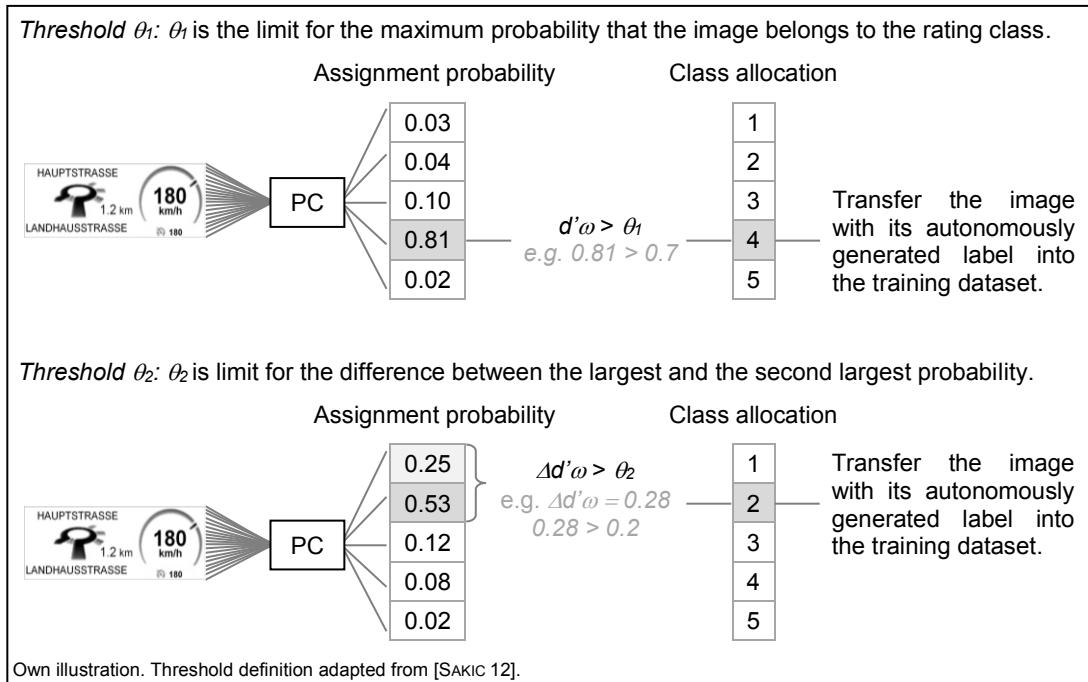 Threshold θ1: θ1 is the limit for the maximum probability that the image belongs to the rating class.
Assignment probability
Class allocation
HAUPTSTRASSE
1.2 km
LANDHAUSSTRASSE
180
km/h
180
PC
0.03
0.04
0.10
0.81
0.02
d'ω > θ1
e.g. 0.81 > 0.7
1
2
3
4
5
Transfer the image
with its autonomously
generated label into
the training dataset.
Threshold θ2: θ2 is limit for the difference between the largest and the second largest probability.
Assignment probability
Class allocation
HAUPTSTRASSE
1.2 km
LANDHAUSSTRASSE
180
km/h
180
PC
0.25
0.53
0.12
0.08
0.02
Δd'ω > θ2
e.g. Δd'ω = 0.28
0.28 > 0.2
1
2
3
4
5
Transfer the image
with its autonomously
generated label into
the training dataset.
Own illustration. Threshold definition adapted from [SAKIC 12].